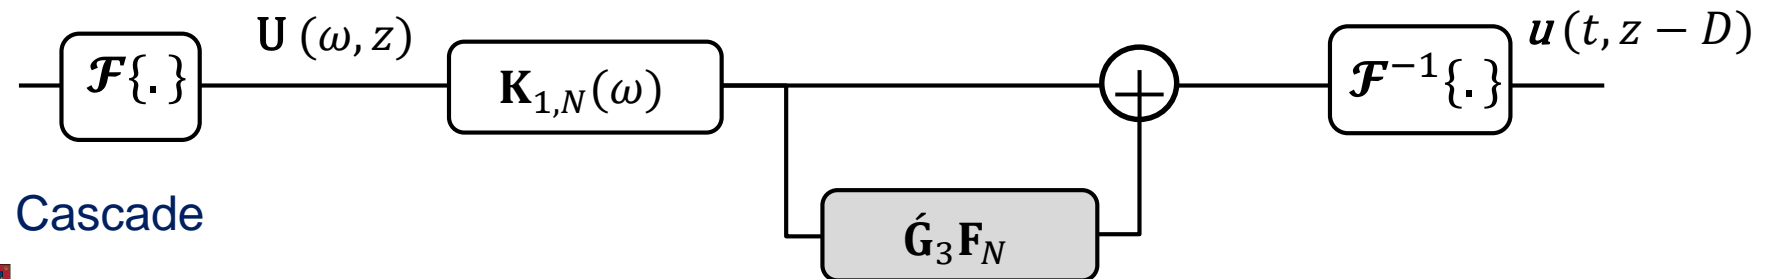 𝓕{.}
𝐔 (𝜔, 𝑧)
𝐊₁,𝑁(𝜔)
𝓕⁻¹{.}
𝒖(𝑡, 𝑧 − 𝐷)
Ǵ₃𝐅𝑁
Cascade